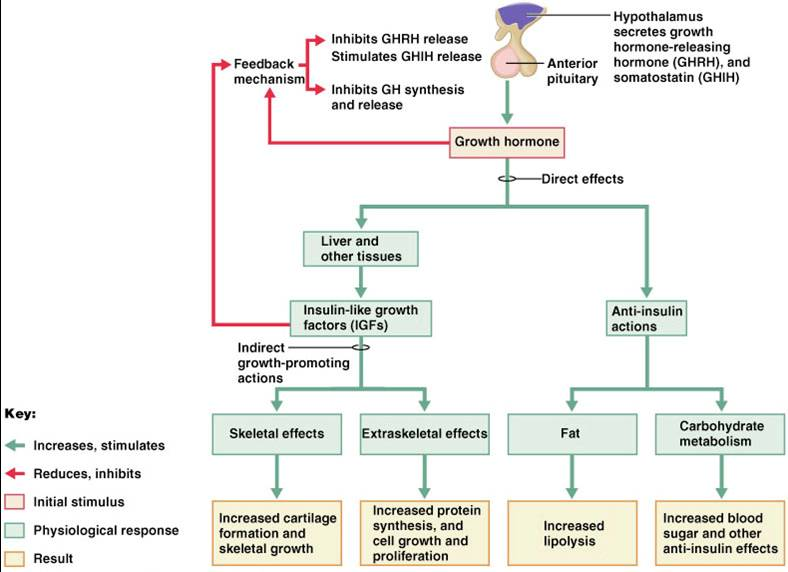 Hypothalamus
secretes growth
hormone-releasing
hormone (GHRH), and
somatostatin (GHIH)
Inhibits GHRH release
Stimulates GHIH release
Feedback
mechanism
Inhibits GH synthesis
and release
Anterior
pituitary
Growth hormone
Direct effects
Liver and
other tissues
Insulin-like growth
factors (IGFs)
Anti-insulin
actions
Indirect
growth-promoting
actions
Skeletal effects
Extraskeletal effects
Fat
Carbohydrate
metabolism
Increased cartilage
formation and
skeletal growth
Increased protein
synthesis, and
cell growth and
proliferation
Increased
lipolysis
Increased blood
sugar and other
anti-insulin effects
Key:
Increases, stimulates
Reduces, inhibits
Initial stimulus
Physiological response
Result